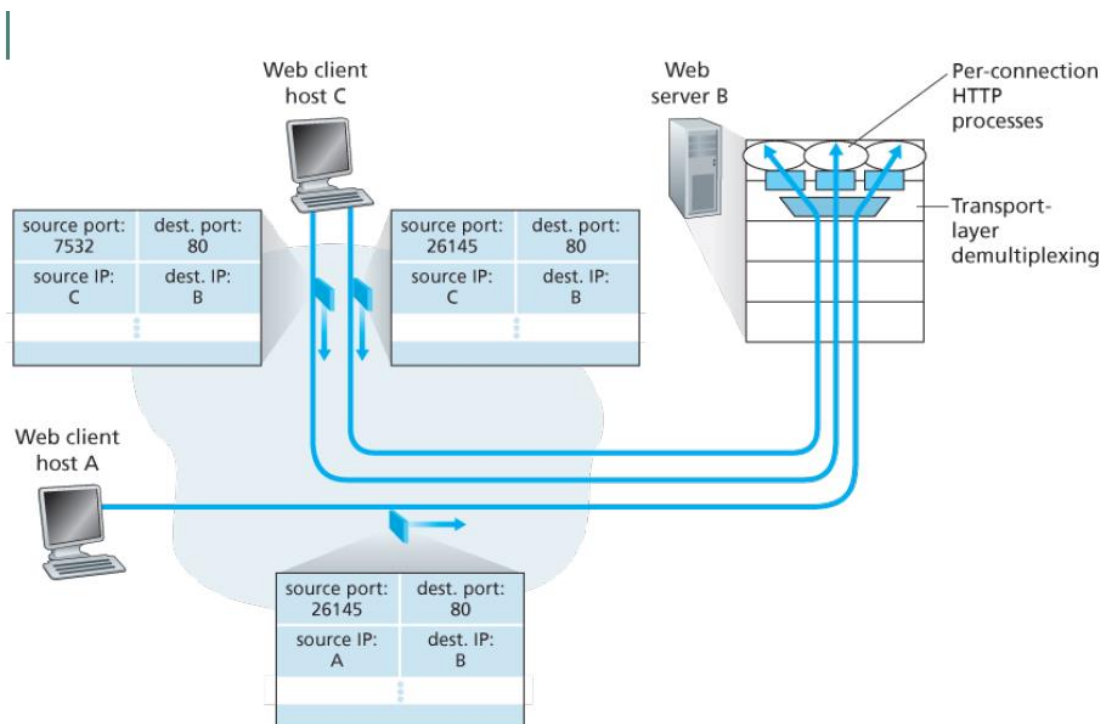 Web client
host C
Web
server B
Per-connection
HTTP
processes
Transport-
layer
demultiplexing
source port:
7532
dest. port:
80
source IP:
C
dest. IP:
B
source port:
26145
dest. port:
80
source IP:
C
dest. IP:
B
Web client
host A
source port:
26145
dest. port:
80
source IP:
A
dest. IP:
B